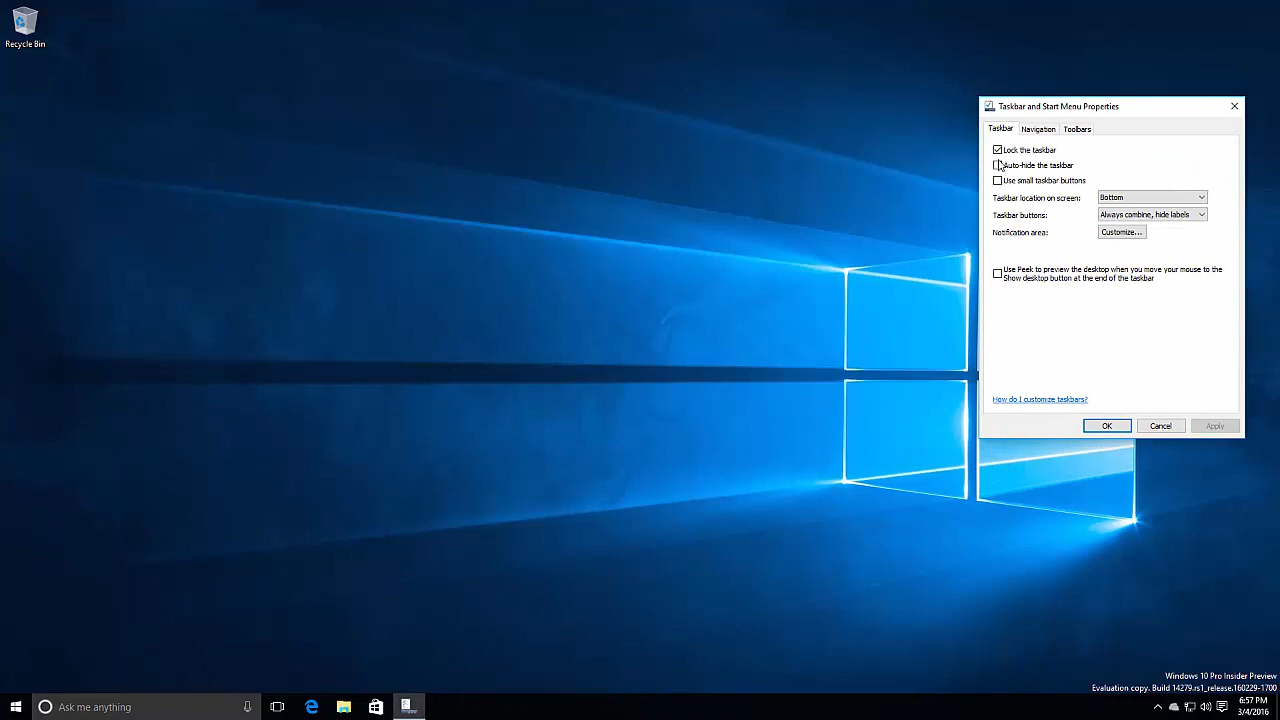 Recycle Bin
Taskbar and Start Menu Properties
Taskbar
Navigation
Toolbars
Lock the taskbar
Auto-hide the taskbar
Use small taskbar buttons
Taskbar location on screen:
Bottom
Taskbar buttons:
Always combine, hide labels
Notification area:
Customize...
Use Peek to preview the desktop when you move your mouse to the
Show desktop button at the end of the taskbar
How do I customize taskbars?
OK
Cancel
Apply
Windows 10 Pro Insider Preview
Evaluation copy. Build 14279.rs1_release.160229-1700
Ask me anything
6:57 PM
3/4/2016